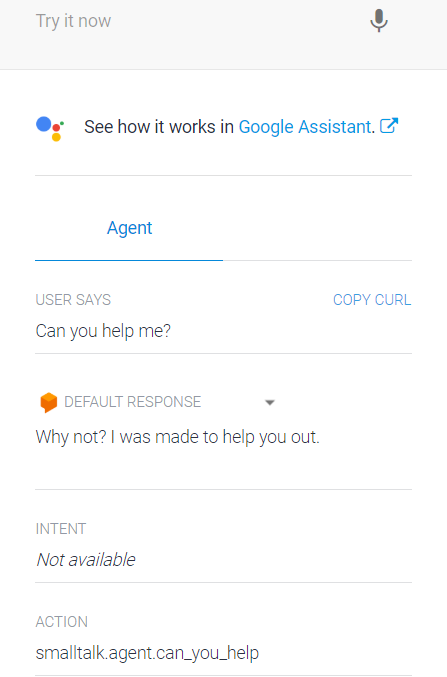 Try it now
See how it works in Google Assistant.
Agent
USER SAYS COPY CURL
Can you help me?
DEFAULT RESPONSE
Why not? I was made to help you out.
INTENT
Not available
ACTION
smalltalk.agent.can_you_help